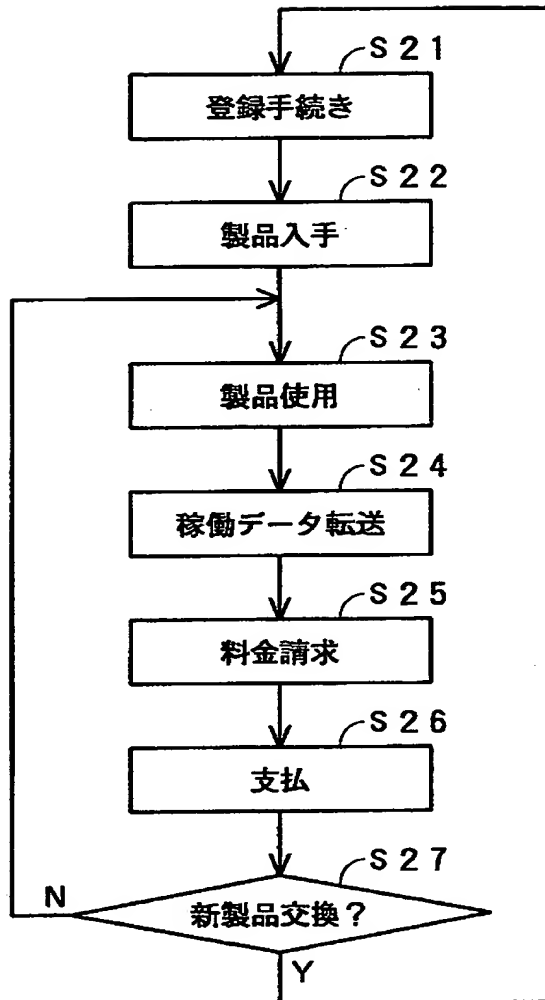 S21
登録手続き
S22
製品入手
S23
製品使用
S24
稼働データ転送
S25
料金請求
S26
支払
S27
新製品交換?
N
Y